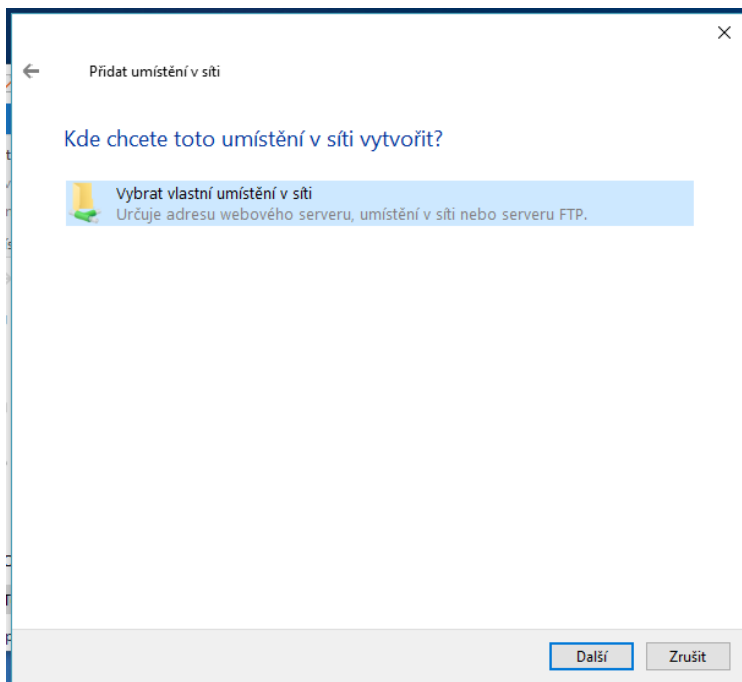 Přidat umístění v síti
Kde chcete toto umístění v síti vytvořit?
Vybrat vlastní umístění v síti
Určuje adresu webového serveru, umístění v síti nebo serveru FTP.
Další
Zrušit